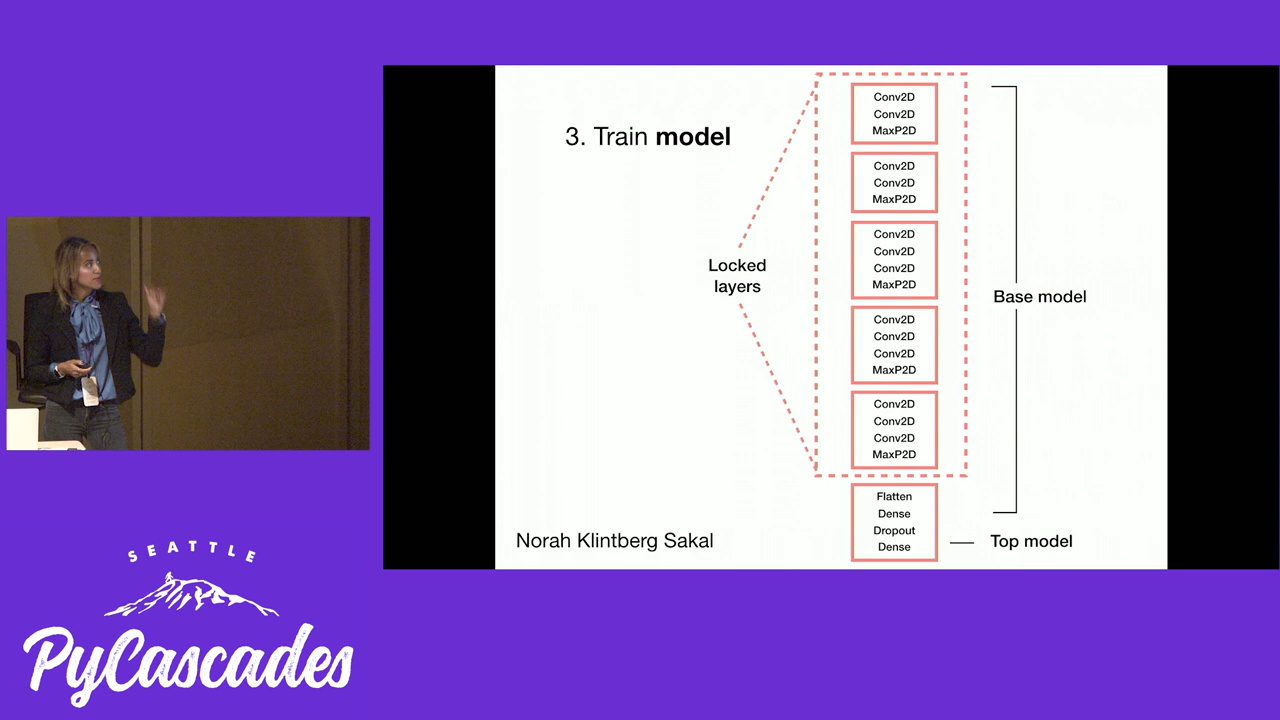 3. Train model
Locked
layers
Conv2D
Conv2D
MaxP2D
Conv2D
Conv2D
MaxP2D
Conv2D
Conv2D
Conv2D
MaxP2D
Conv2D
Conv2D
Conv2D
MaxP2D
Conv2D
Conv2D
Conv2D
MaxP2D
Flatten
Dense
Dropout
Dense
Base model
Top model
Norah Klintberg Sakal
SEATTLE
PyCascades